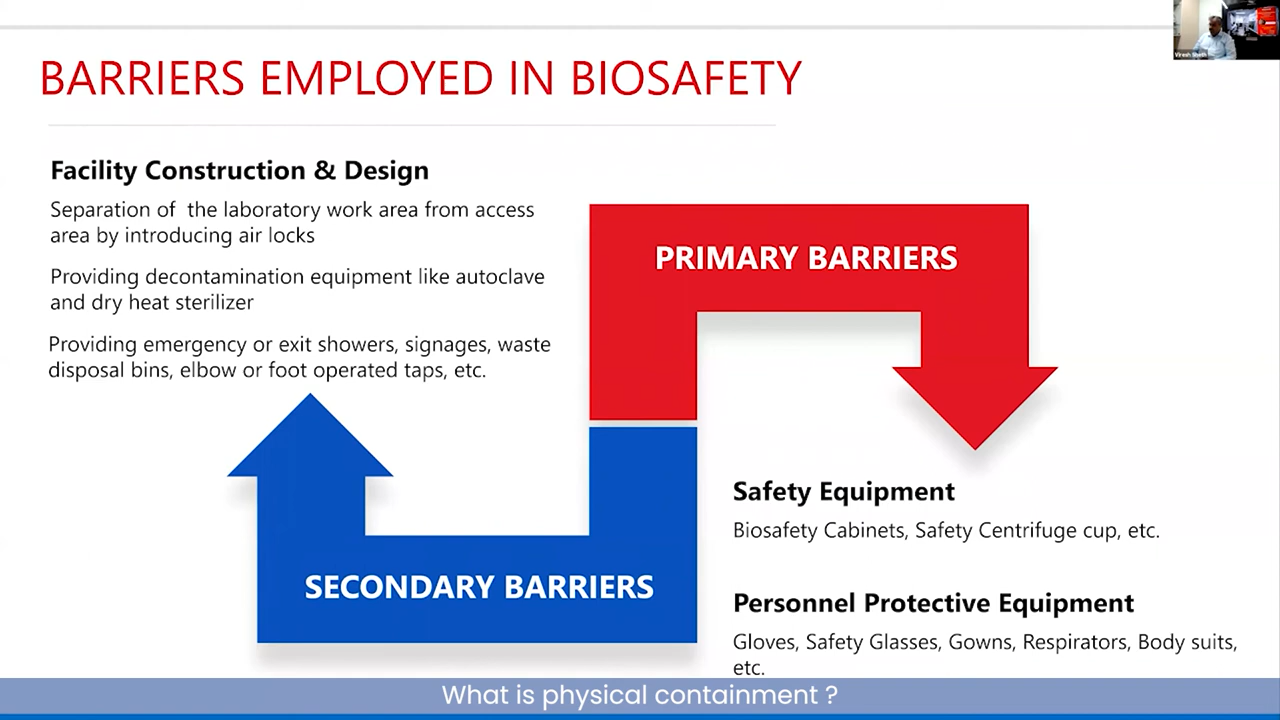 BARRIERS EMPLOYED IN BIOSAFETY
Facility Construction & Design
Separation of the laboratory work area from access
area by introducing air locks
Providing decontamination equipment like autoclave
and dry heat sterilizer
Providing emergency or exit showers, signages, waste
disposal bins, elbow or foot operated taps, etc.
PRIMARY BARRIERS
SECONDARY BARRIERS
Safety Equipment
Biosafety Cabinets, Safety Centrifuge cup, etc.
Personnel Protective Equipment
Gloves, Safety Glasses, Gowns, Respirators, Body suits,
etc.
What is physical containment ?
Viresh Sheth